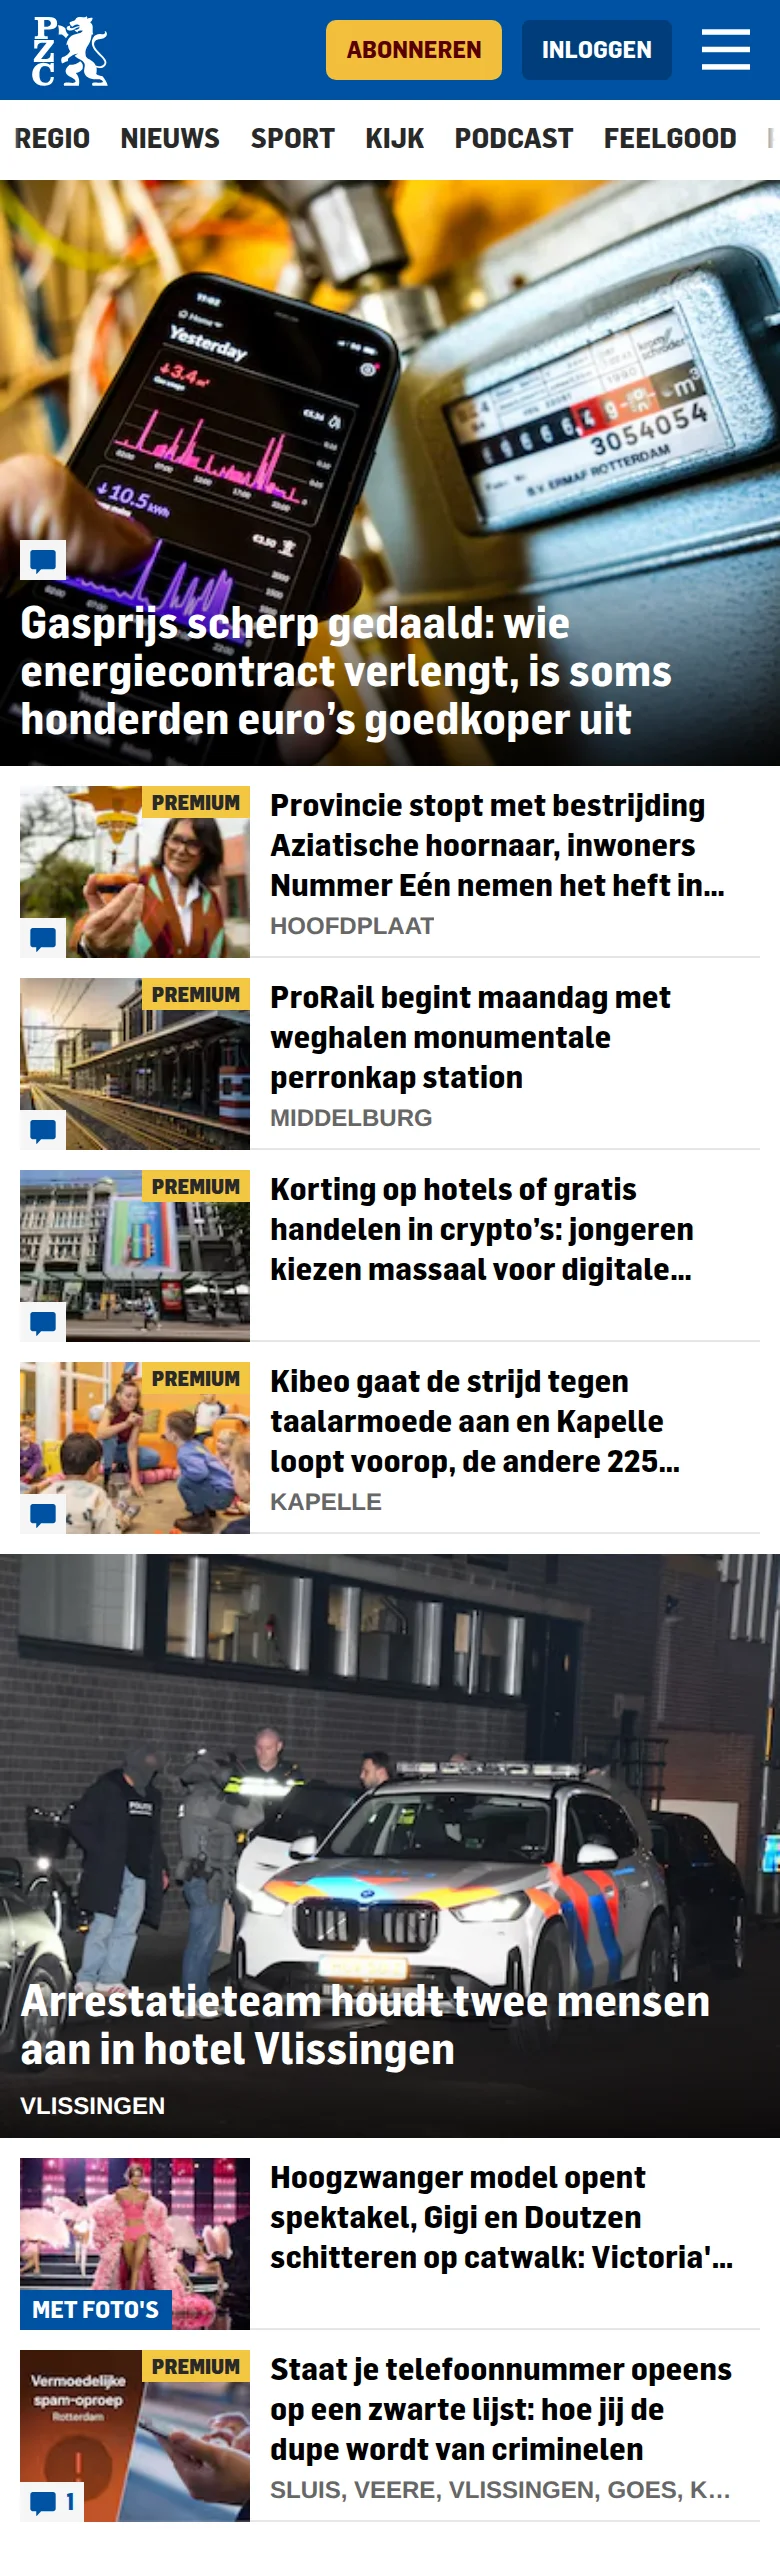 PZC
ABONNEREN
INLOGGEN
REGIO NIEUWS SPORT KIJK PODCAST FEELGOOD
Yesterday
↓3.4 m³
↓10.5 kWh
krom/schroder
1990
m³
3054054
B.V. ERMAF ROTTERDAM
Gasprijs scherp gedaald: wie
energiecontract verlengt, is soms
honderden euro’s goedkoper uit
PREMIUM
Provincie stopt met bestrijding
Aziatische hoornaar, inwoners
Nummer Eén nemen het heft in...
HOOFDPLAAT
PREMIUM
ProRail begint maandag met
weghalen monumentale
perronkap station
MIDDELBURG
PREMIUM
Korting op hotels of gratis
handelen in crypto’s: jongeren
kiezen massaal voor digitale...
PREMIUM
Kibeo gaat de strijd tegen
taalarmoede aan en Kapelle
loopt voorop, de andere 225...
KAPELLE
Arrestatieteam houdt twee mensen
aan in hotel Vlissingen
VLISSINGEN
MET FOTO'S
Hoogzwanger model opent
spektakel, Gigi en Doutzen
schitteren op catwalk: Victoria'...
PREMIUM
Vermoedelijke
spam-oproep
Rotterdam
1
Staat je telefoonnummer opeens
op een zwarte lijst: hoe jij de
dupe wordt van criminelen
SLUIS, VEERE, VLISSINGEN, GOES, K...